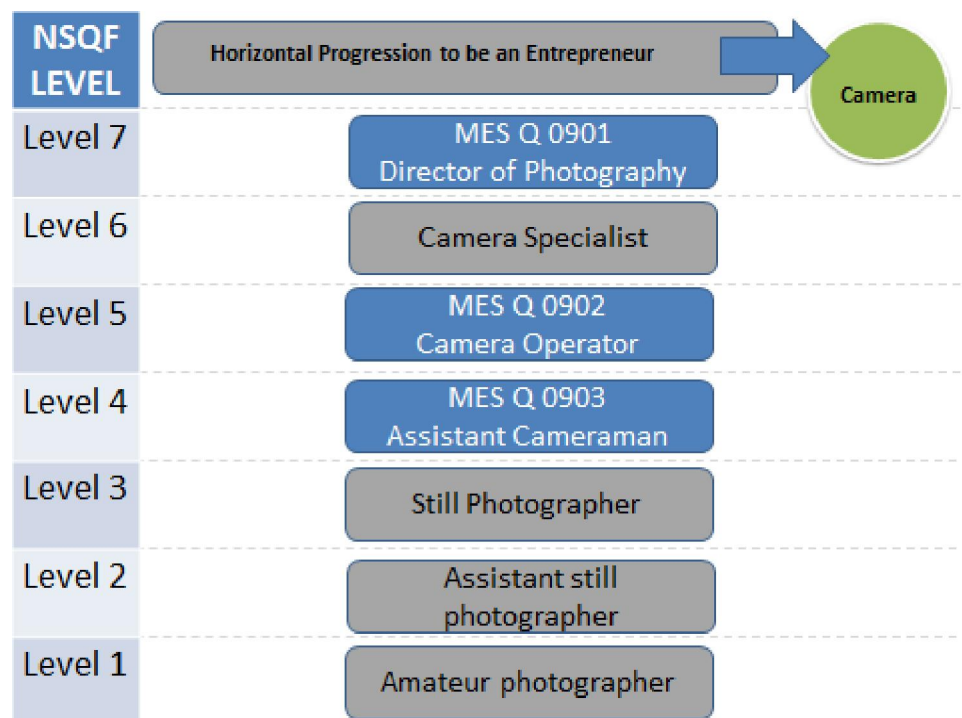 NSQF
LEVEL
Horizontal Progression to be an Entrepreneur
Camera
Level 7
MES Q 0901
Director of Photography
Level 6
Camera Specialist
Level 5
MES Q 0902
Camera Operator
Level 4
MES Q 0903
Assistant Cameraman
Level 3
Still Photographer
Level 2
Assistant still
photographer
Level 1
Amateur photographer